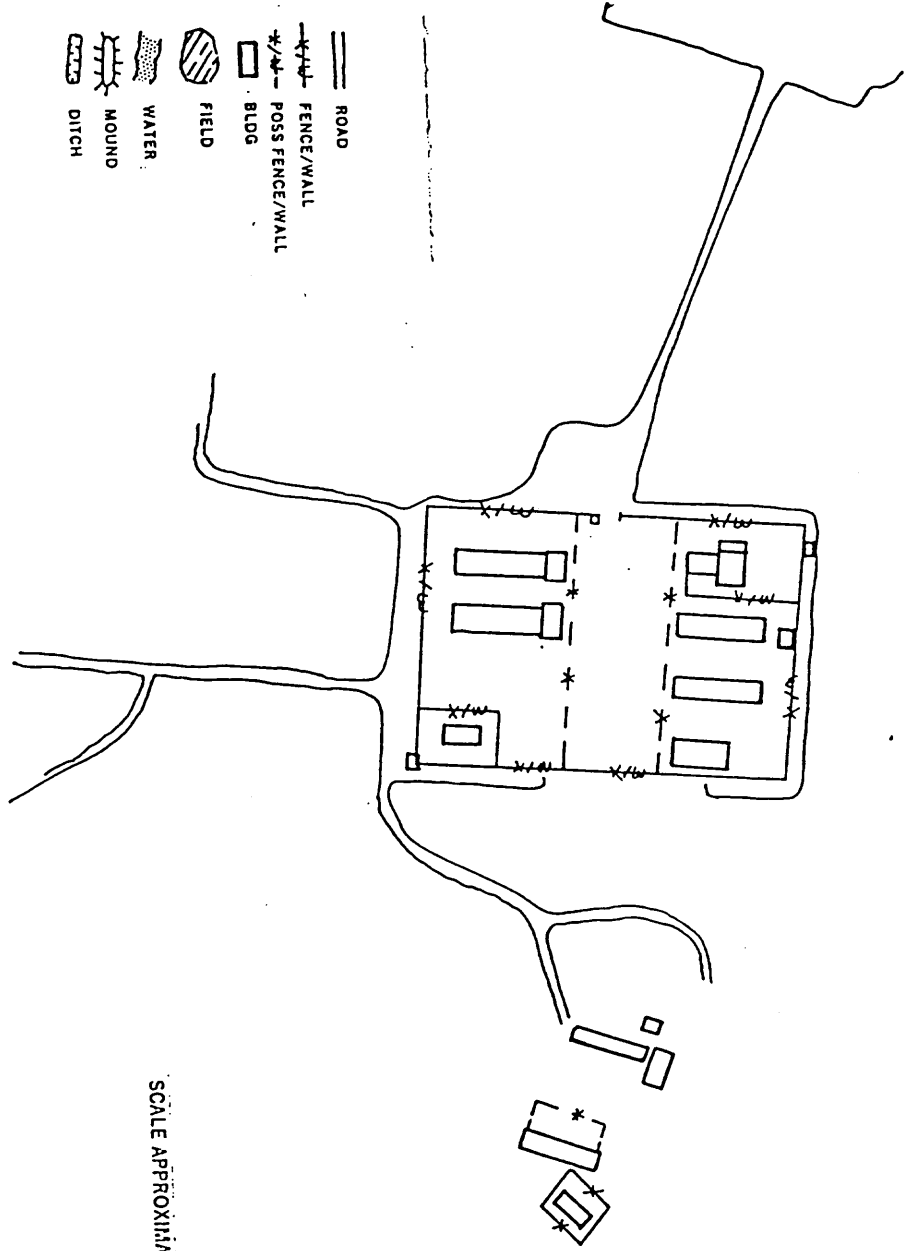 ROAD
FENCE/WALL
POSS FENCE/WALL
BLDG
FIELD
WATER
MOUND
DITCH
X/W
X/W
X/W
X/W
X/W
X/W
X/W
X/W
SCALE APPROXIMA